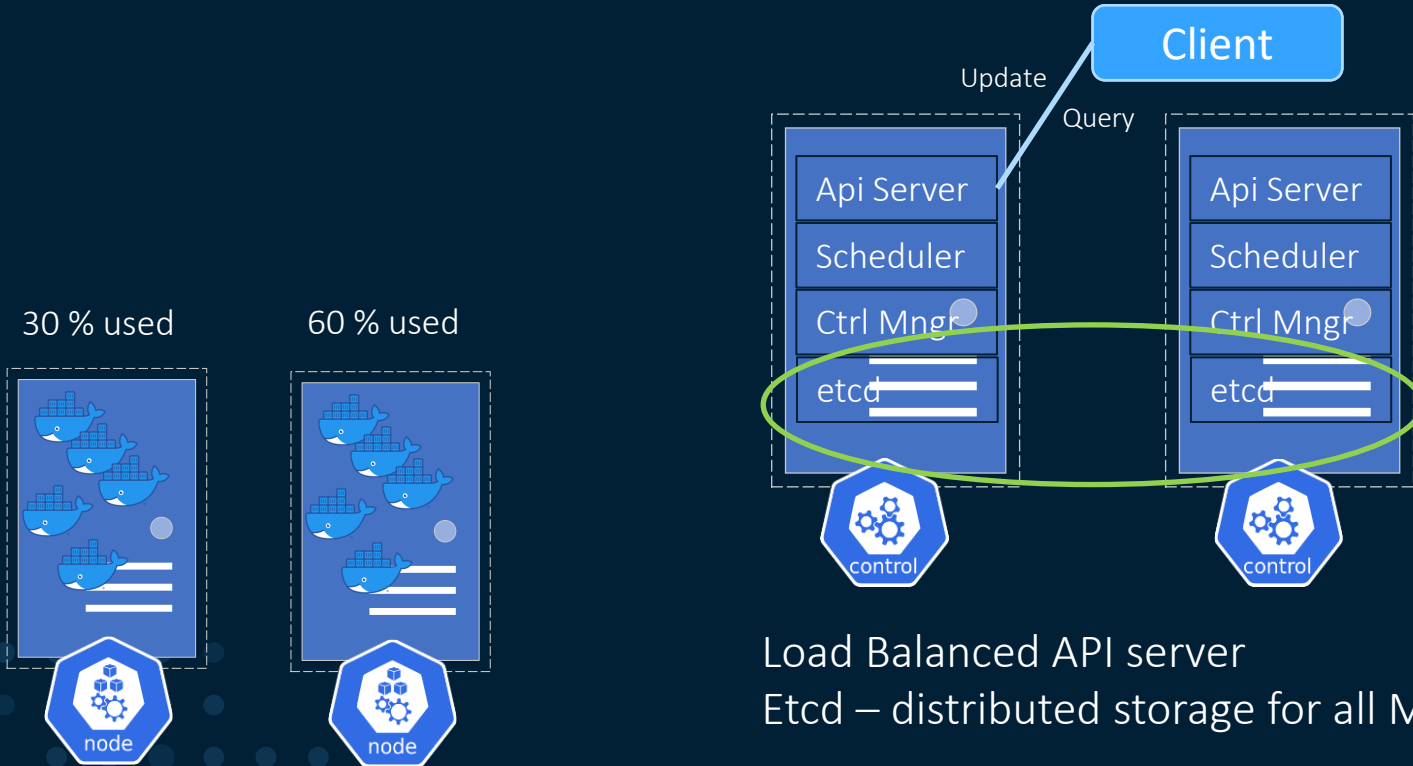 Client
Update
Query
Api Server
Scheduler
Ctrl Mngr
etcd
Api Server
Scheduler
Ctrl Mngr
etcd
control
control
30 % used
60 % used
node
node
Load Balanced API server
Etcd – distributed storage for all M